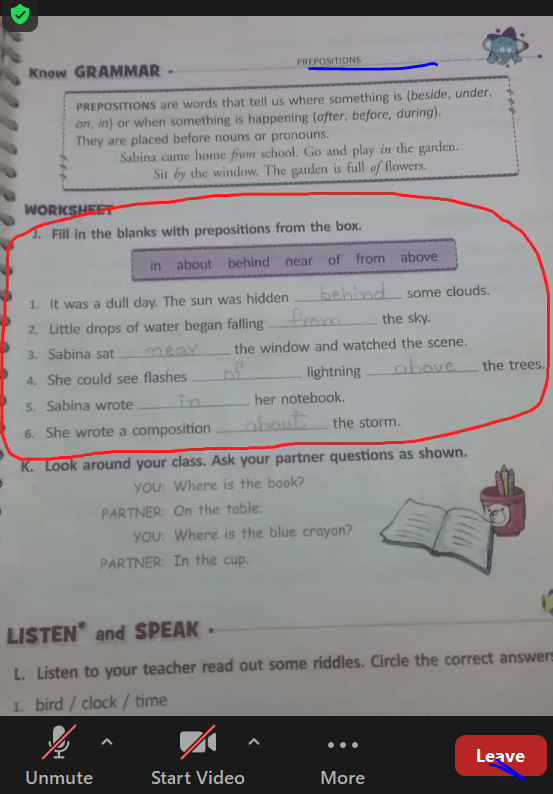 Know GRAMMAR
PREPOSITIONS
PREPOSITIONS are words that tell us where something is (beside, under,
on, in) or when something is happening (after, before, during).
They are placed before nouns or pronouns.
Sabina came home from school. Go and play in the garden.
Sit by the window. The garden is full of flowers.
WORKSHEET
J. Fill in the blanks with prepositions from the box.
in about behind near of from above
1. It was a dull day. The sun was hidden behind some clouds.
2. Little drops of water began falling from the sky.
3. Sabina sat near the window and watched the scene.
4. She could see flashes of lightning above the trees.
5. Sabina wrote in her notebook.
6. She wrote a composition about the storm.
K. Look around your class. Ask your partner questions as shown.
YOU: Where is the book?
PARTNER: On the table.
YOU: Where is the blue crayon?
PARTNER: In the cup.
LISTEN* and SPEAK
L. Listen to your teacher read out some riddles. Circle the correct answers
1. bird / clock / time
Unmute
Start Video
More
Leave